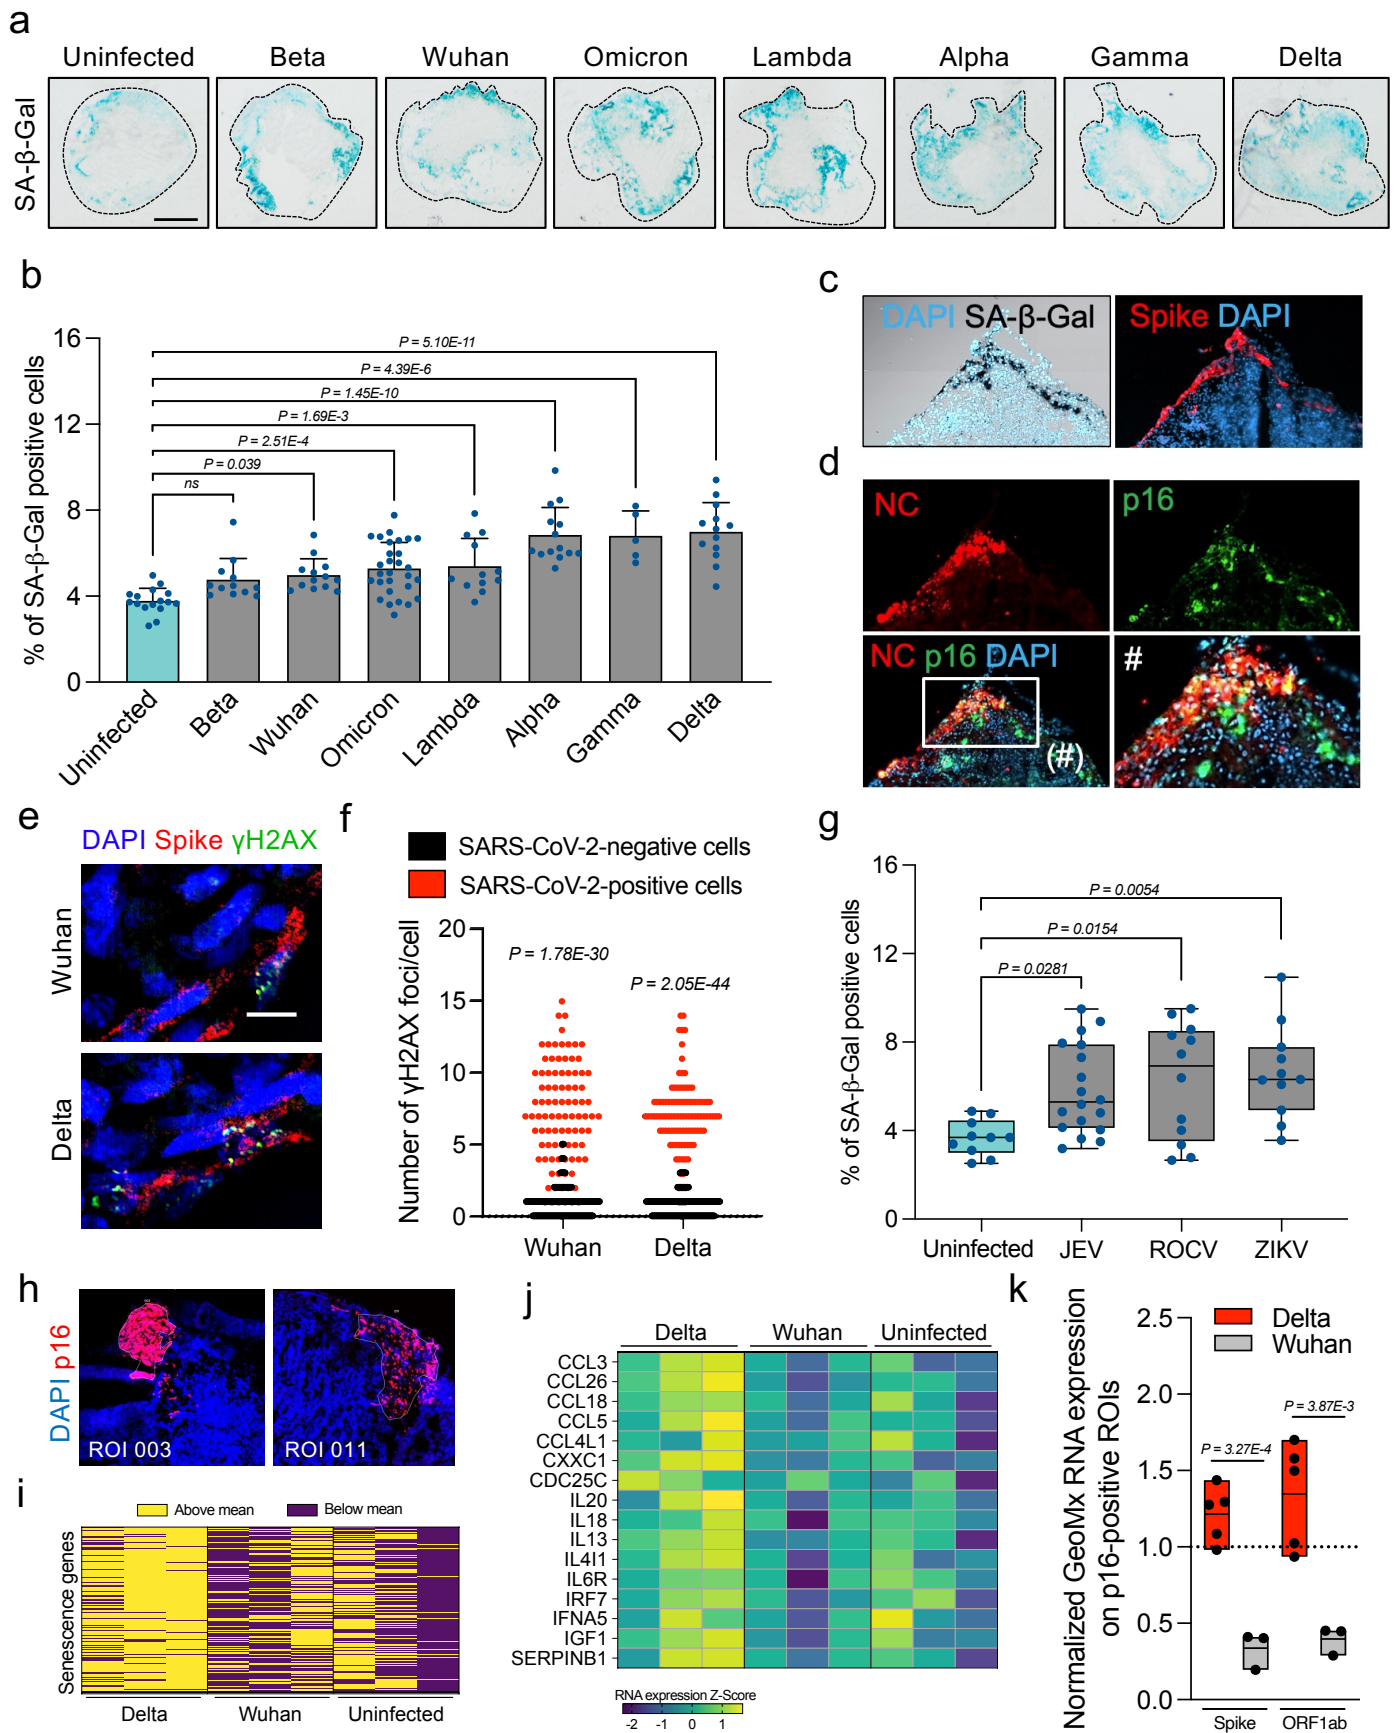 a
Uninfected Beta Wuhan Omicron Lambda Alpha Gamma Delta
SA-β-Gal
b
% of SA-β-Gal positive cells
16
12
8
4
0
P = 5.10E-11
P = 4.39E-6
P = 1.45E-10
P = 1.69E-3
P = 2.51E-4
P = 0.039
ns
Uninfected Beta Wuhan Omicron Lambda Alpha Gamma Delta
c
DAPI SA-β-Gal
Spike DAPI
d
NC
p16
NC p16 DAPI
(#)
#
e
DAPI Spike γH2AX
Wuhan
Delta
f
SARS-CoV-2-negative cells
SARS-CoV-2-positive cells
Number of γH2AX foci/cell
20
15
10
5
0
P = 1.78E-30
P = 2.05E-44
Wuhan Delta
g
% of SA-β-Gal positive cells
16
12
8
4
0
P = 0.0054
P = 0.0154
P = 0.0281
Uninfected JEV ROCV ZIKV
h
DAPI p16
ROI 003
ROI 011
i
Above mean Below mean
Senescence genes
Delta Wuhan Uninfected
j
Delta Wuhan Uninfected
CCL3
CCL26
CCL18
CCL5
CCL4L1
CXXC1
CDC25C
IL20
IL18
IL13
IL4I1
IL6R
IRF7
IFNA5
IGF1
SERPINB1
RNA expression Z-Score
-2 -1 0 1
k
Normalized GeoMx RNA expression
on p16-positive ROIs
2.5
2.0
1.5
1.0
0.5
0.0
Delta
Wuhan
P = 3.87E-3
P = 3.27E-4
Spike ORF1ab